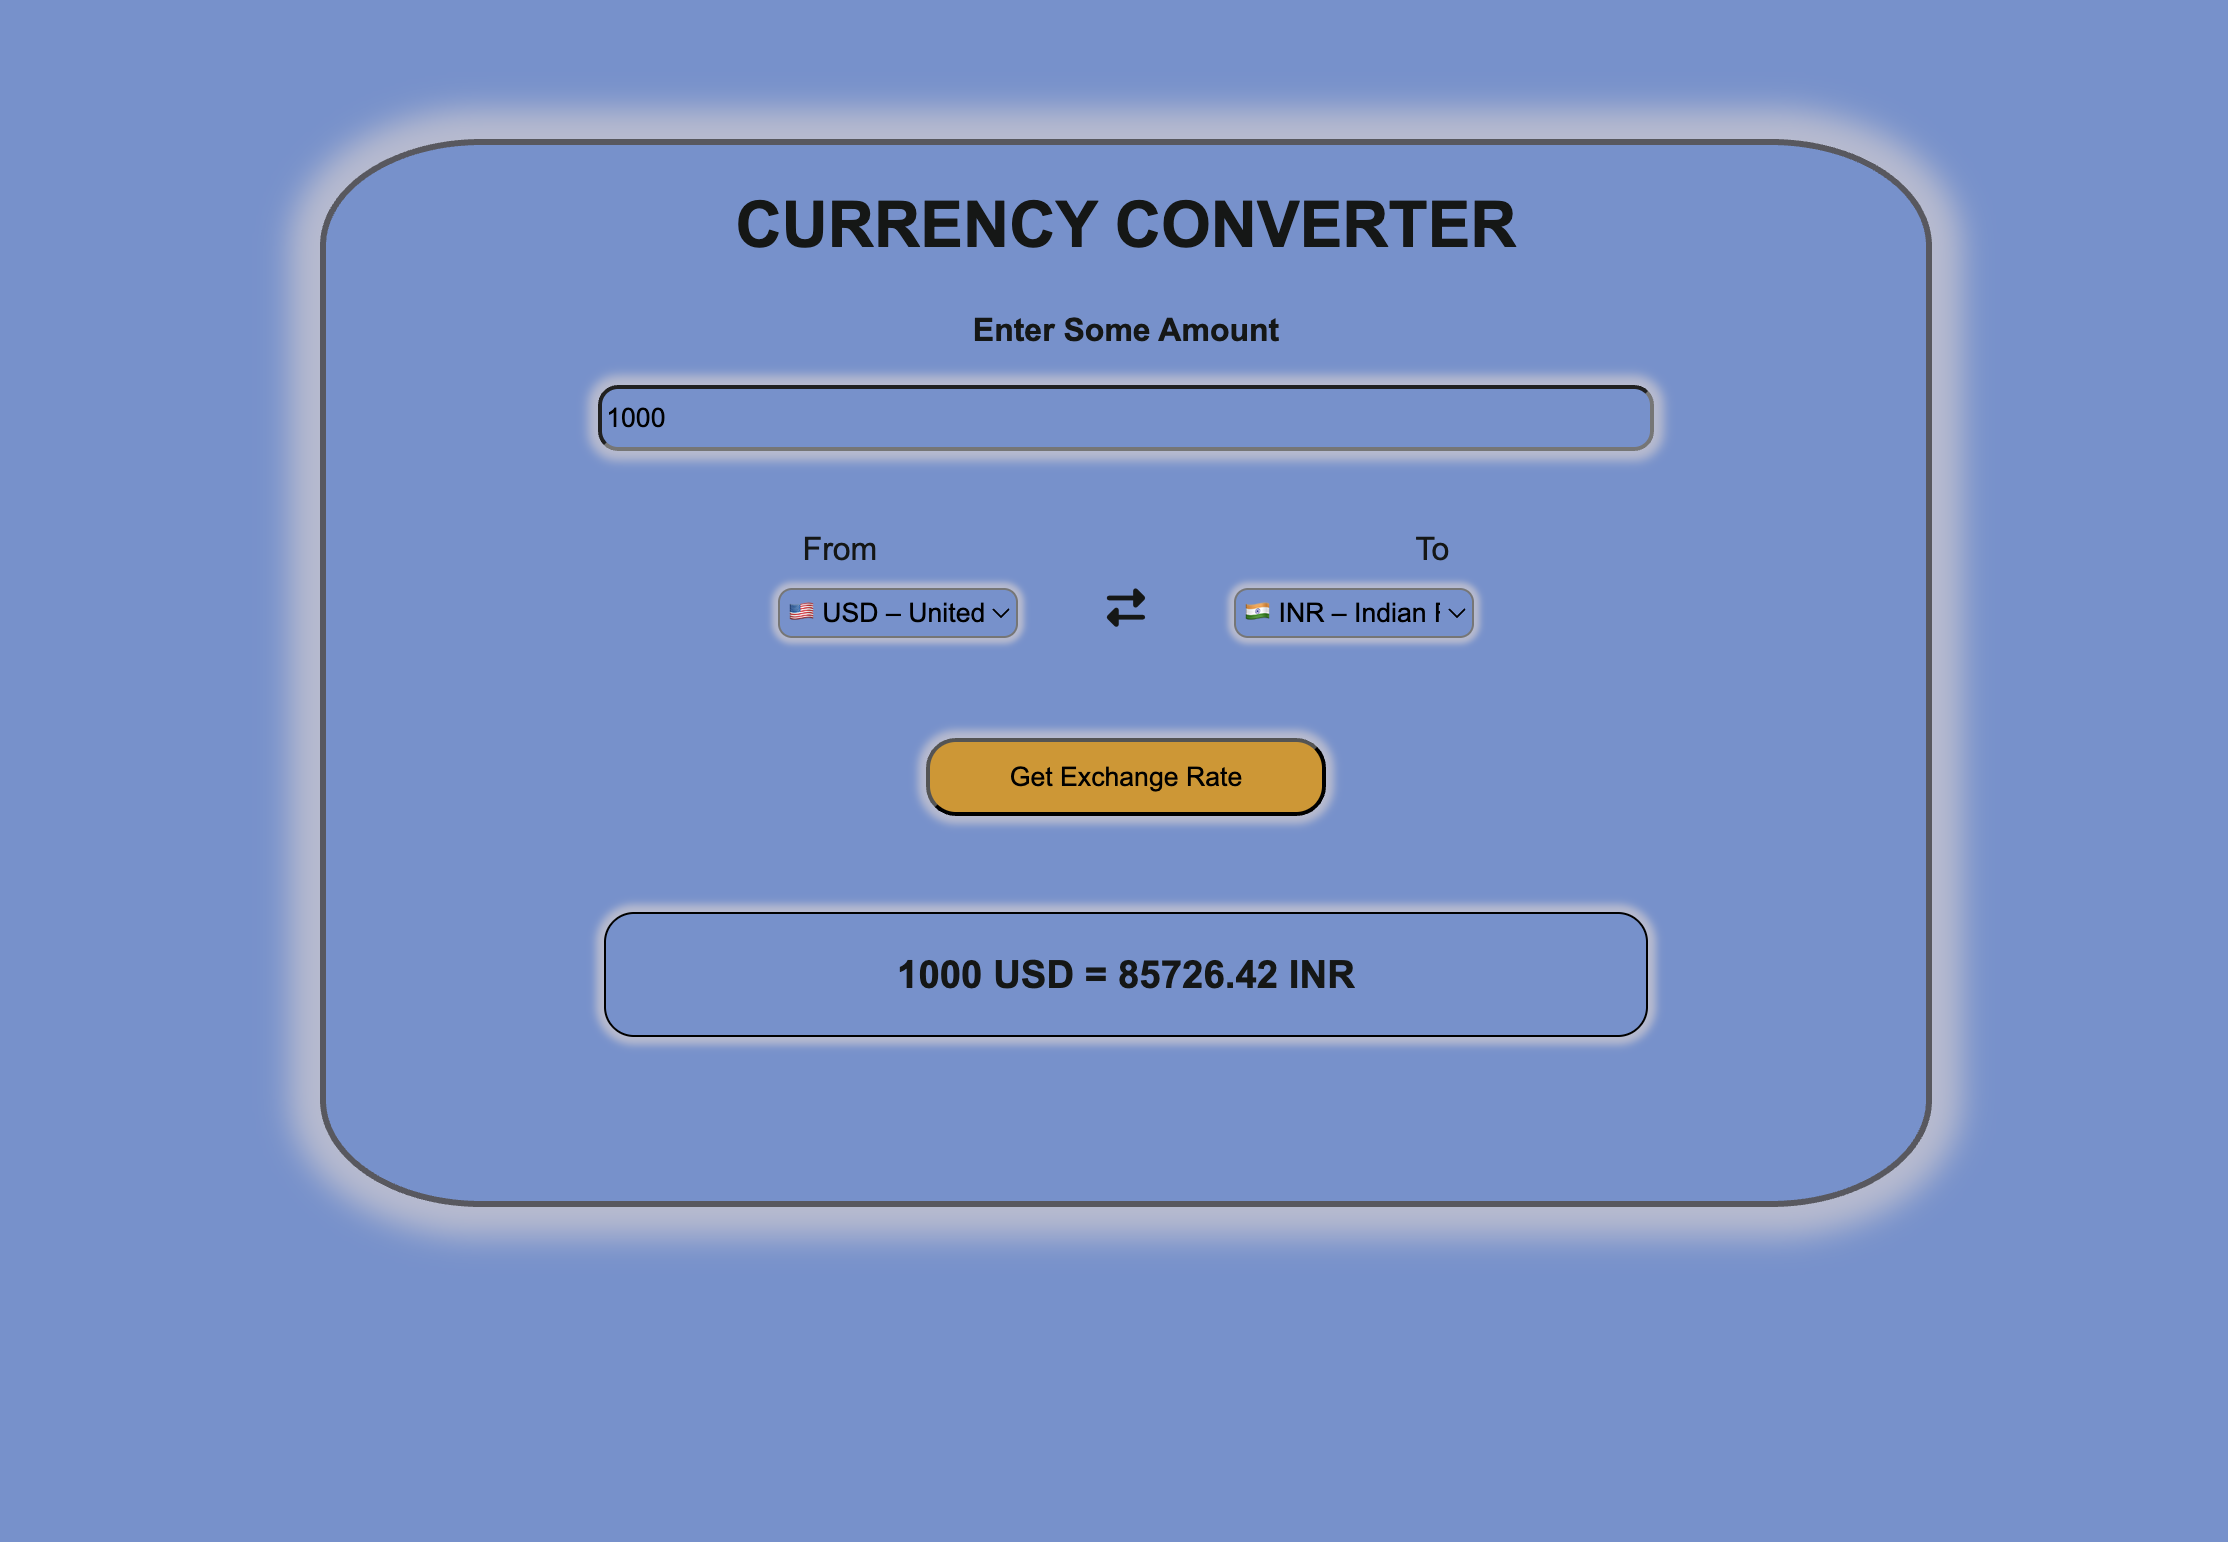 CURRENCY CONVERTER
Enter Some Amount
1000
From To
USD – United INR – Indian
Get Exchange Rate
1000 USD = 85726.42 INR